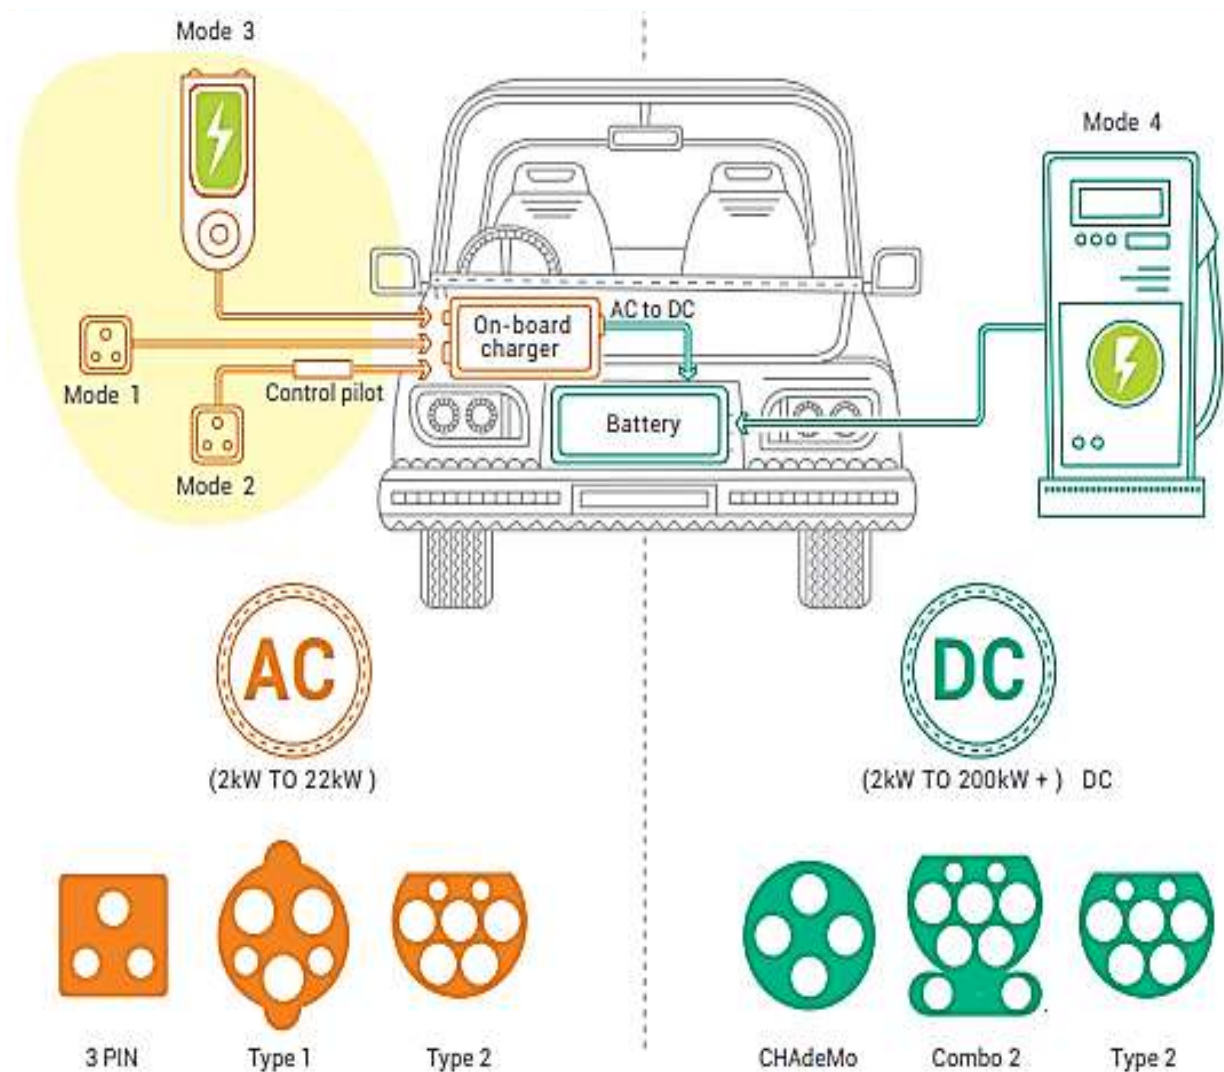 Mode 3
Mode 4
On-board
charger
AC to DC
Mode 1
Control pilot
Battery
Mode 2
AC
DC
(2kW TO 22kW )
(2kW TO 200kW + ) DC
3 PIN
Type 1
Type 2
CHAdeMo
Combo 2
Type 2